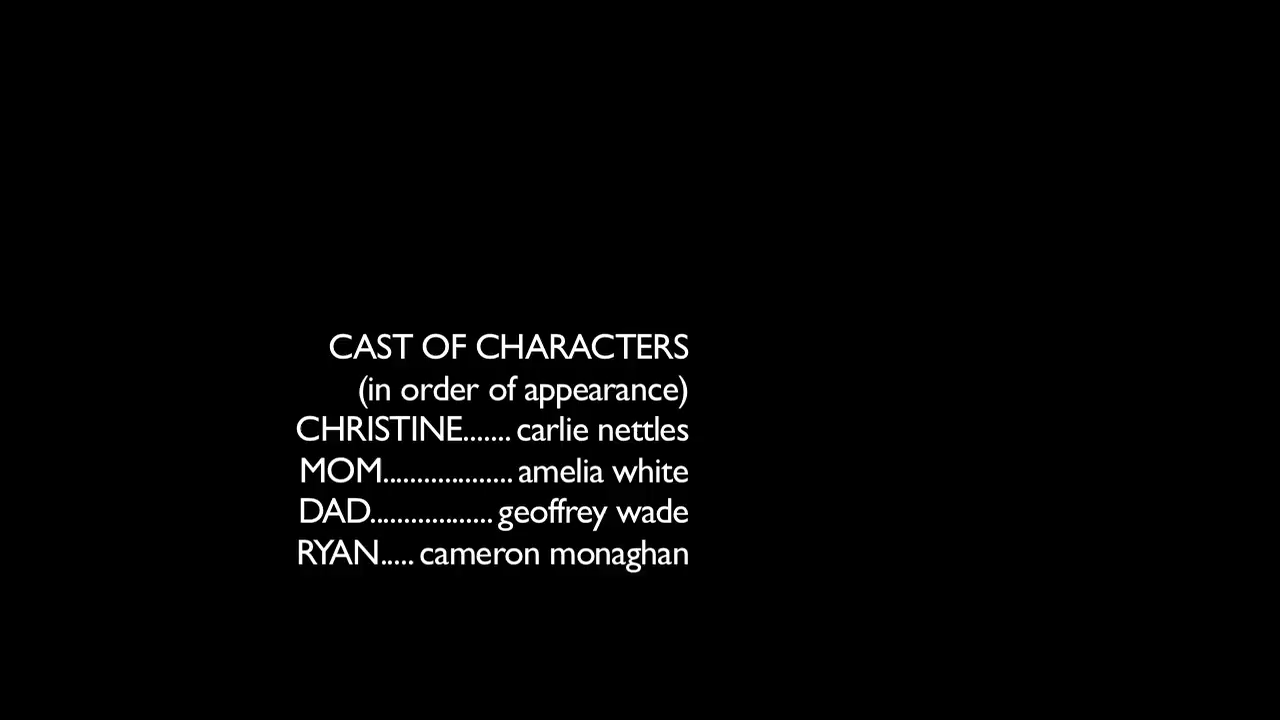 CAST OF CHARACTERS
(in order of appearance)
CHRISTINE....... carlie nettles
MOM................... amelia white
DAD.................. geoffrey wade
RYAN..... cameron monaghan